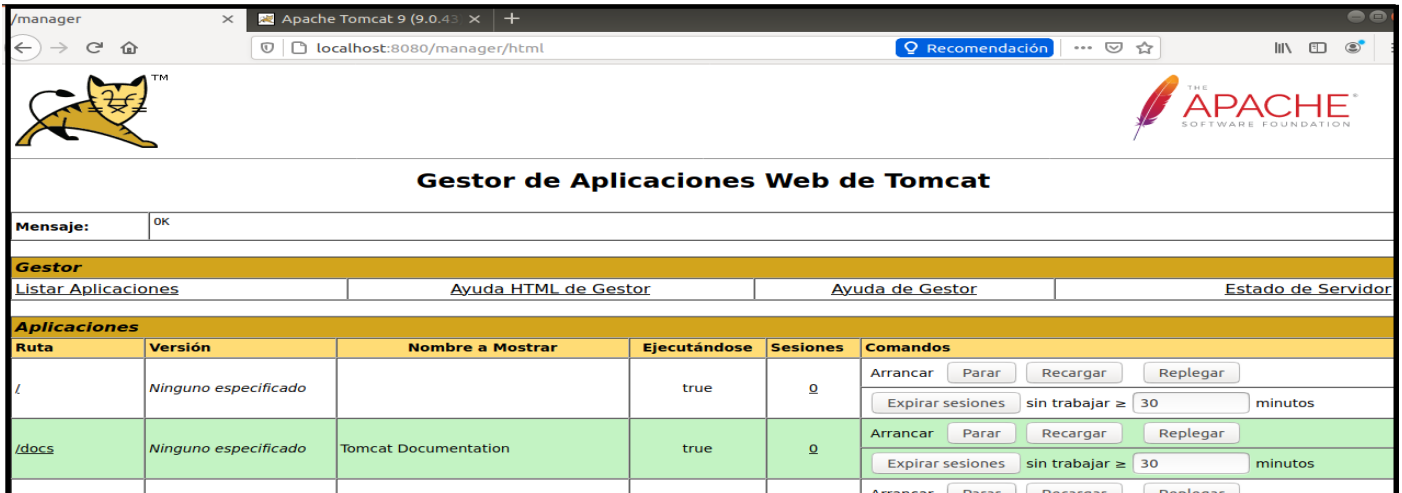 /manager
Apache Tomcat 9 (9.0.43
localhost:8080/manager/html
Recomendación
TM
THE
APACHE®
SOFTWARE FOUNDATION
Gestor de Aplicaciones Web de Tomcat
Mensaje: OK
Gestor
Listar Aplicaciones Ayuda HTML de Gestor Ayuda de Gestor Estado de Servidor
Aplicaciones
Ruta Versión Nombre a Mostrar Ejecutándose Sesiones Comandos
/ Ninguno especificado true 0 Arrancar Parar Recargar Replegar
Expirar sesiones sin trabajar ≥ 30 minutos
/docs Ninguno especificado Tomcat Documentation true 0 Arrancar Parar Recargar Replegar
Expirar sesiones sin trabajar ≥ 30 minutos
Arrancar Parar Recargar Replegar